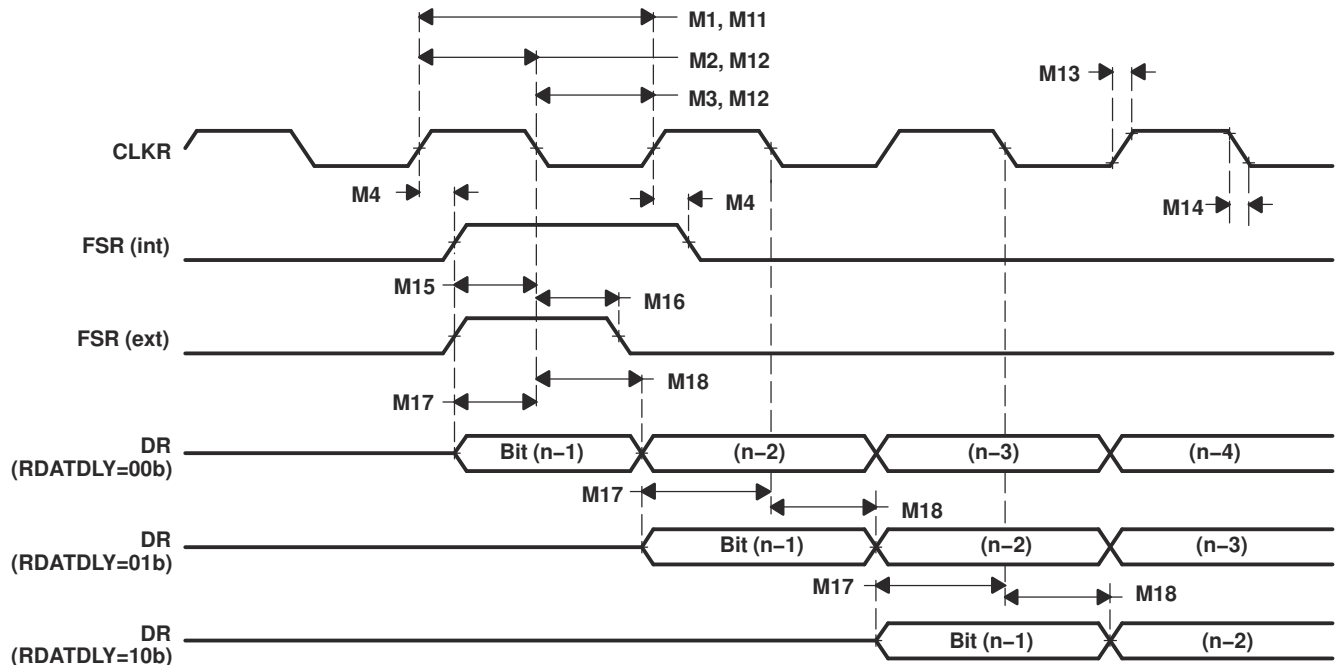 M1, M11
M2, M12
M13
M3, M12
CLKR
M4
M4
M14
FSR (int)
M15
M16
FSR (ext)
M18
M17
DR
(RDATDLY=00b)
Bit (n−1)
(n−2)
(n−3)
(n−4)
M17
M18
DR
(RDATDLY=01b)
Bit (n−1)
(n−2)
(n−3)
M17
M18
DR
(RDATDLY=10b)
Bit (n−1)
(n−2)